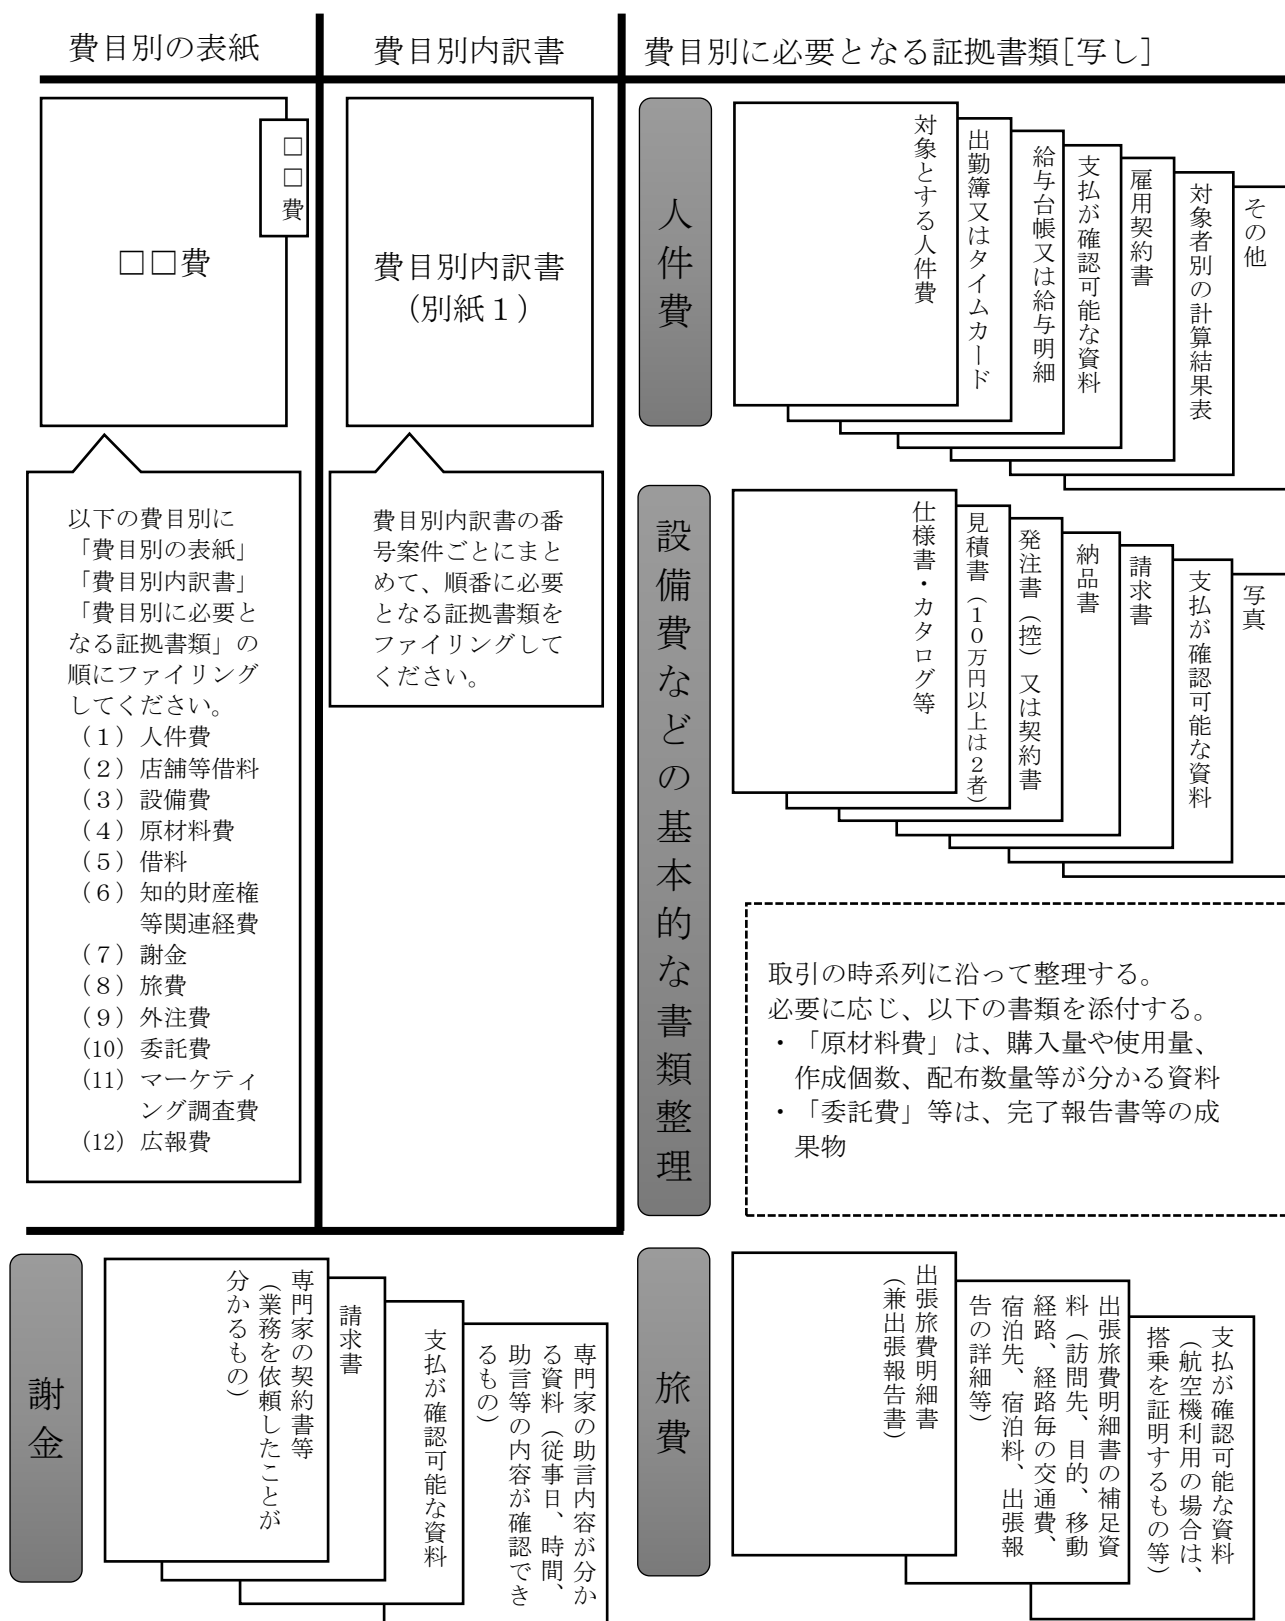 費目別の表紙
費目別内訳書
費目別に必要となる証拠書類[写し]
□□費
□□費
費目別内訳書
(別紙１)
人件費
対象とする人件費
出勤簿又はタイムカード
給与台帳又は給与明細
支払が確認可能な資料
雇用契約書
対象者別の計算結果表
その他
以下の費目別に
「費目別の表紙」
「費目別内訳書」
「費目別に必要と
なる証拠書類」の
順にファイリング
してください。
(１) 人件費
(２) 店舗等借料
(３) 設備費
(４) 原材料費
(５) 借料
(６) 知的財産権
等関連経費
(７) 謝金
(８) 旅費
(９) 外注費
(10) 委託費
(11) マーケティ
ング調査費
(12) 広報費
費目別内訳書の番
号案件ごとにまと
めて、順番に必要
となる証拠書類を
ファイリングして
ください。
設備費などの基本的な書類整理
仕様書・カタログ等
見積書（１０万円以上は２者）
発注書（控）又は契約書
納品書
請求書
支払が確認可能な資料
写真
取引の時系列に沿って整理する。
必要に応じ、以下の書類を添付する。
・「原材料費」は、購入量や使用量、
作成個数、配布数量等が分かる資料
・「委託費」等は、完了報告書等の成
果物
謝金
専門家の契約書等
(業務を依頼したことが
分かるもの)
請求書
支払が確認可能な資料
専門家の助言内容が分か
る資料（従事日、時間、
助言等の内容が確認でき
るもの）
旅費
出張旅費明細書
(兼出張報告書)
出張旅費明細書の補足資
料（訪問先、目的、移動
経路、経路毎の交通費、
宿泊先、宿泊料、出張報
告の詳細等）
支払が確認可能な資料
(航空機利用の場合は、
搭乗を証明するもの等)